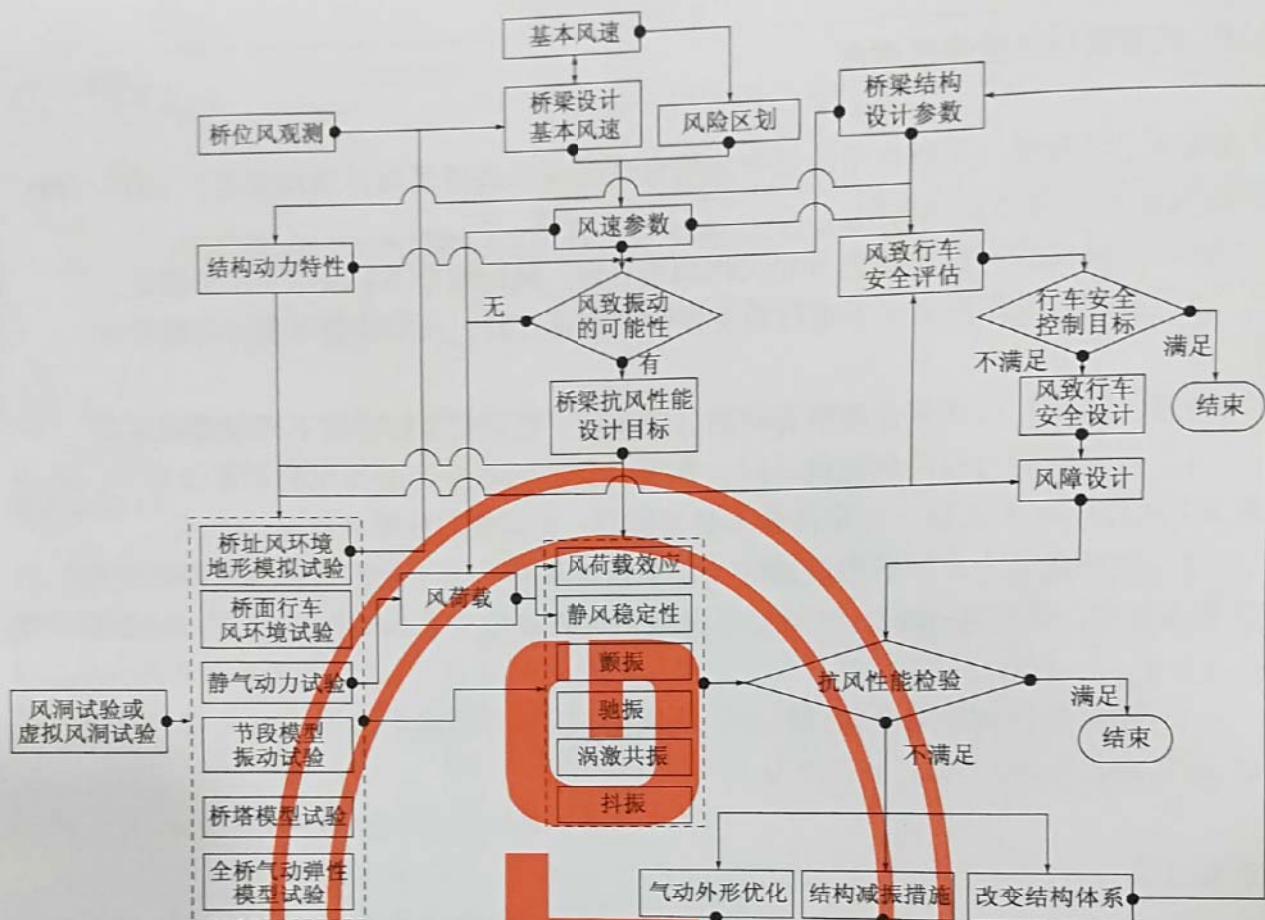 基本风速
桥梁设计
基本风速
桥梁结构
设计参数
桥位风观测
风险区划
风速参数
结构动力特性
风致行车
安全评估
无
风致振动
的可能性
行车安全
控制目标
有
不满足
满足
桥梁抗风性能
设计目标
风致行车
安全设计
结束
风障设计
桥址风环境
地形模拟试验
风荷载效应
桥面行车
风环境试验
风荷载
静风稳定性
静气动力试验
颤振
抗风性能检验
满足
风洞试验或
虚拟风洞试验
节段模型
振动试验
驰振
结束
涡激共振
不满足
桥塔模型试验
抖振
全桥气动弹性
模型试验
气动外形优化
结构减振措施
改变结构体系